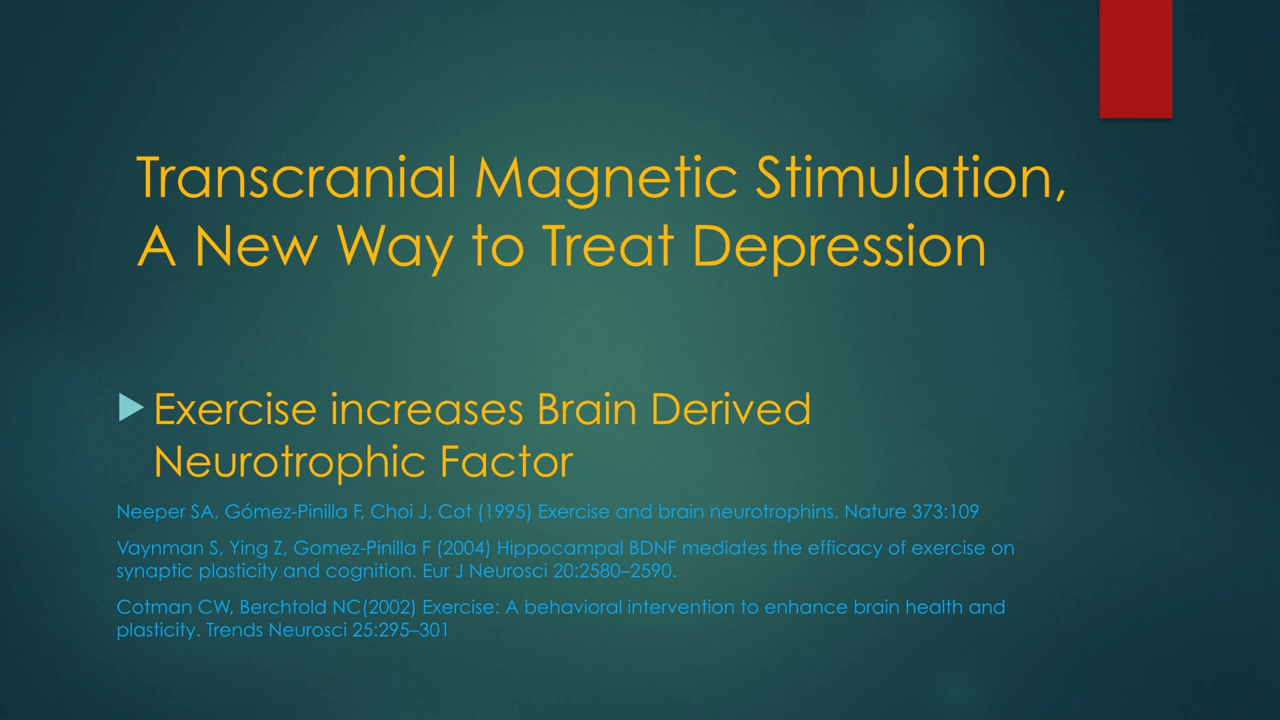 Transcranial Magnetic Stimulation,
A New Way to Treat Depression
Exercise increases Brain Derived
Neurotrophic Factor
Neeper SA, Gómez-Pinilla F, Choi J, Cot (1995) Exercise and brain neurotrophins. Nature 373:109
Vaynman S, Ying Z, Gomez-Pinilla F (2004) Hippocampal BDNF mediates the efficacy of exercise on
synaptic plasticity and cognition. Eur J Neurosci 20:2580–2590.
Cotman CW, Berchtold NC(2002) Exercise: A behavioral intervention to enhance brain health and
plasticity. Trends Neurosci 25:295–301